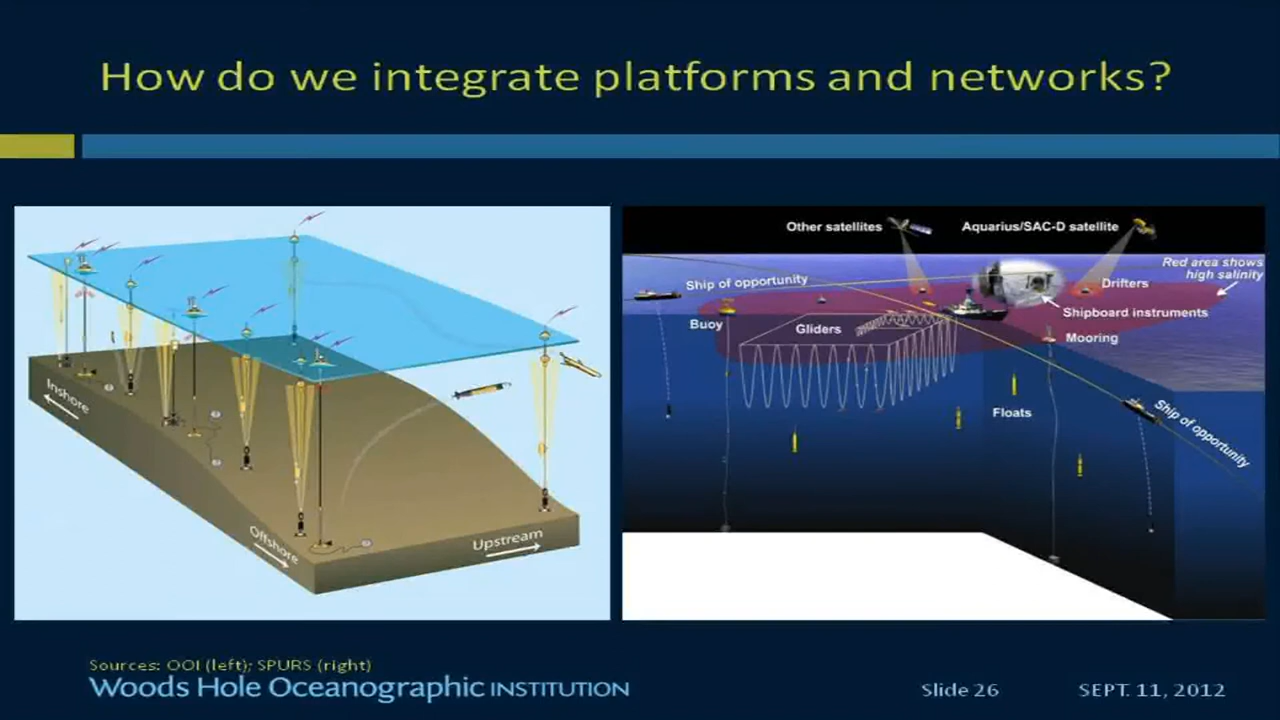 How do we integrate platforms and networks?
Inshore
Offshore
Upstream
Other satellites
Aquarius/SAC-D satellite
Red area shows
high salinity
Ship of opportunity
Drifters
Buoy
Gliders
Shipboard instruments
Mooring
Floats
Ship of opportunity
Sources: OOI (left); SPURS (right)
Woods Hole Oceanographic INSTITUTION
Slide 26
SEPT. 11, 2012